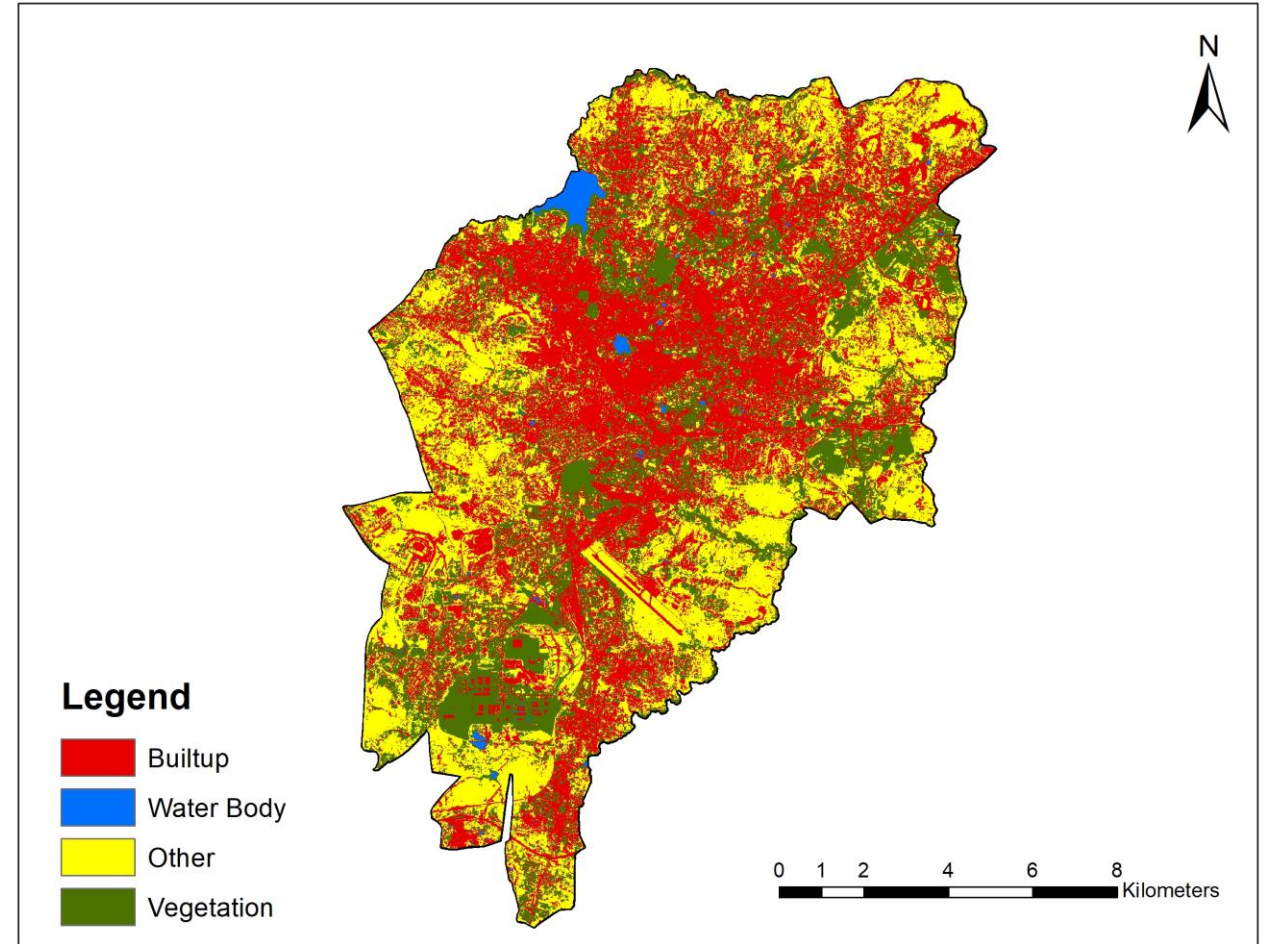 N
Legend
Builtup
Water Body
Other
Vegetation
0 1 2 4 6 8
Kilometers